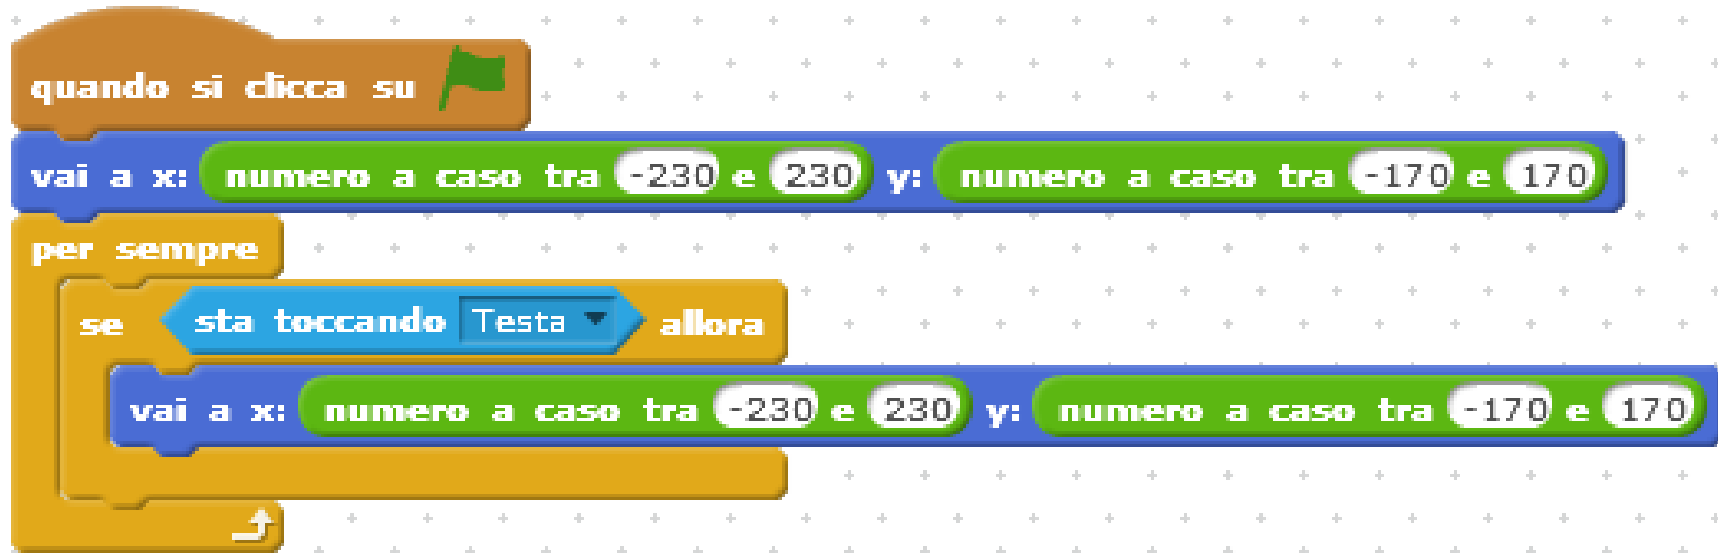 quando si clicca su
vai a x: numero a caso tra -230 e 230 y: numero a caso tra -170 e 170
per sempre
se sta toccando Testa allora
vai a x: numero a caso tra -230 e 230 y: numero a caso tra -170 e 170